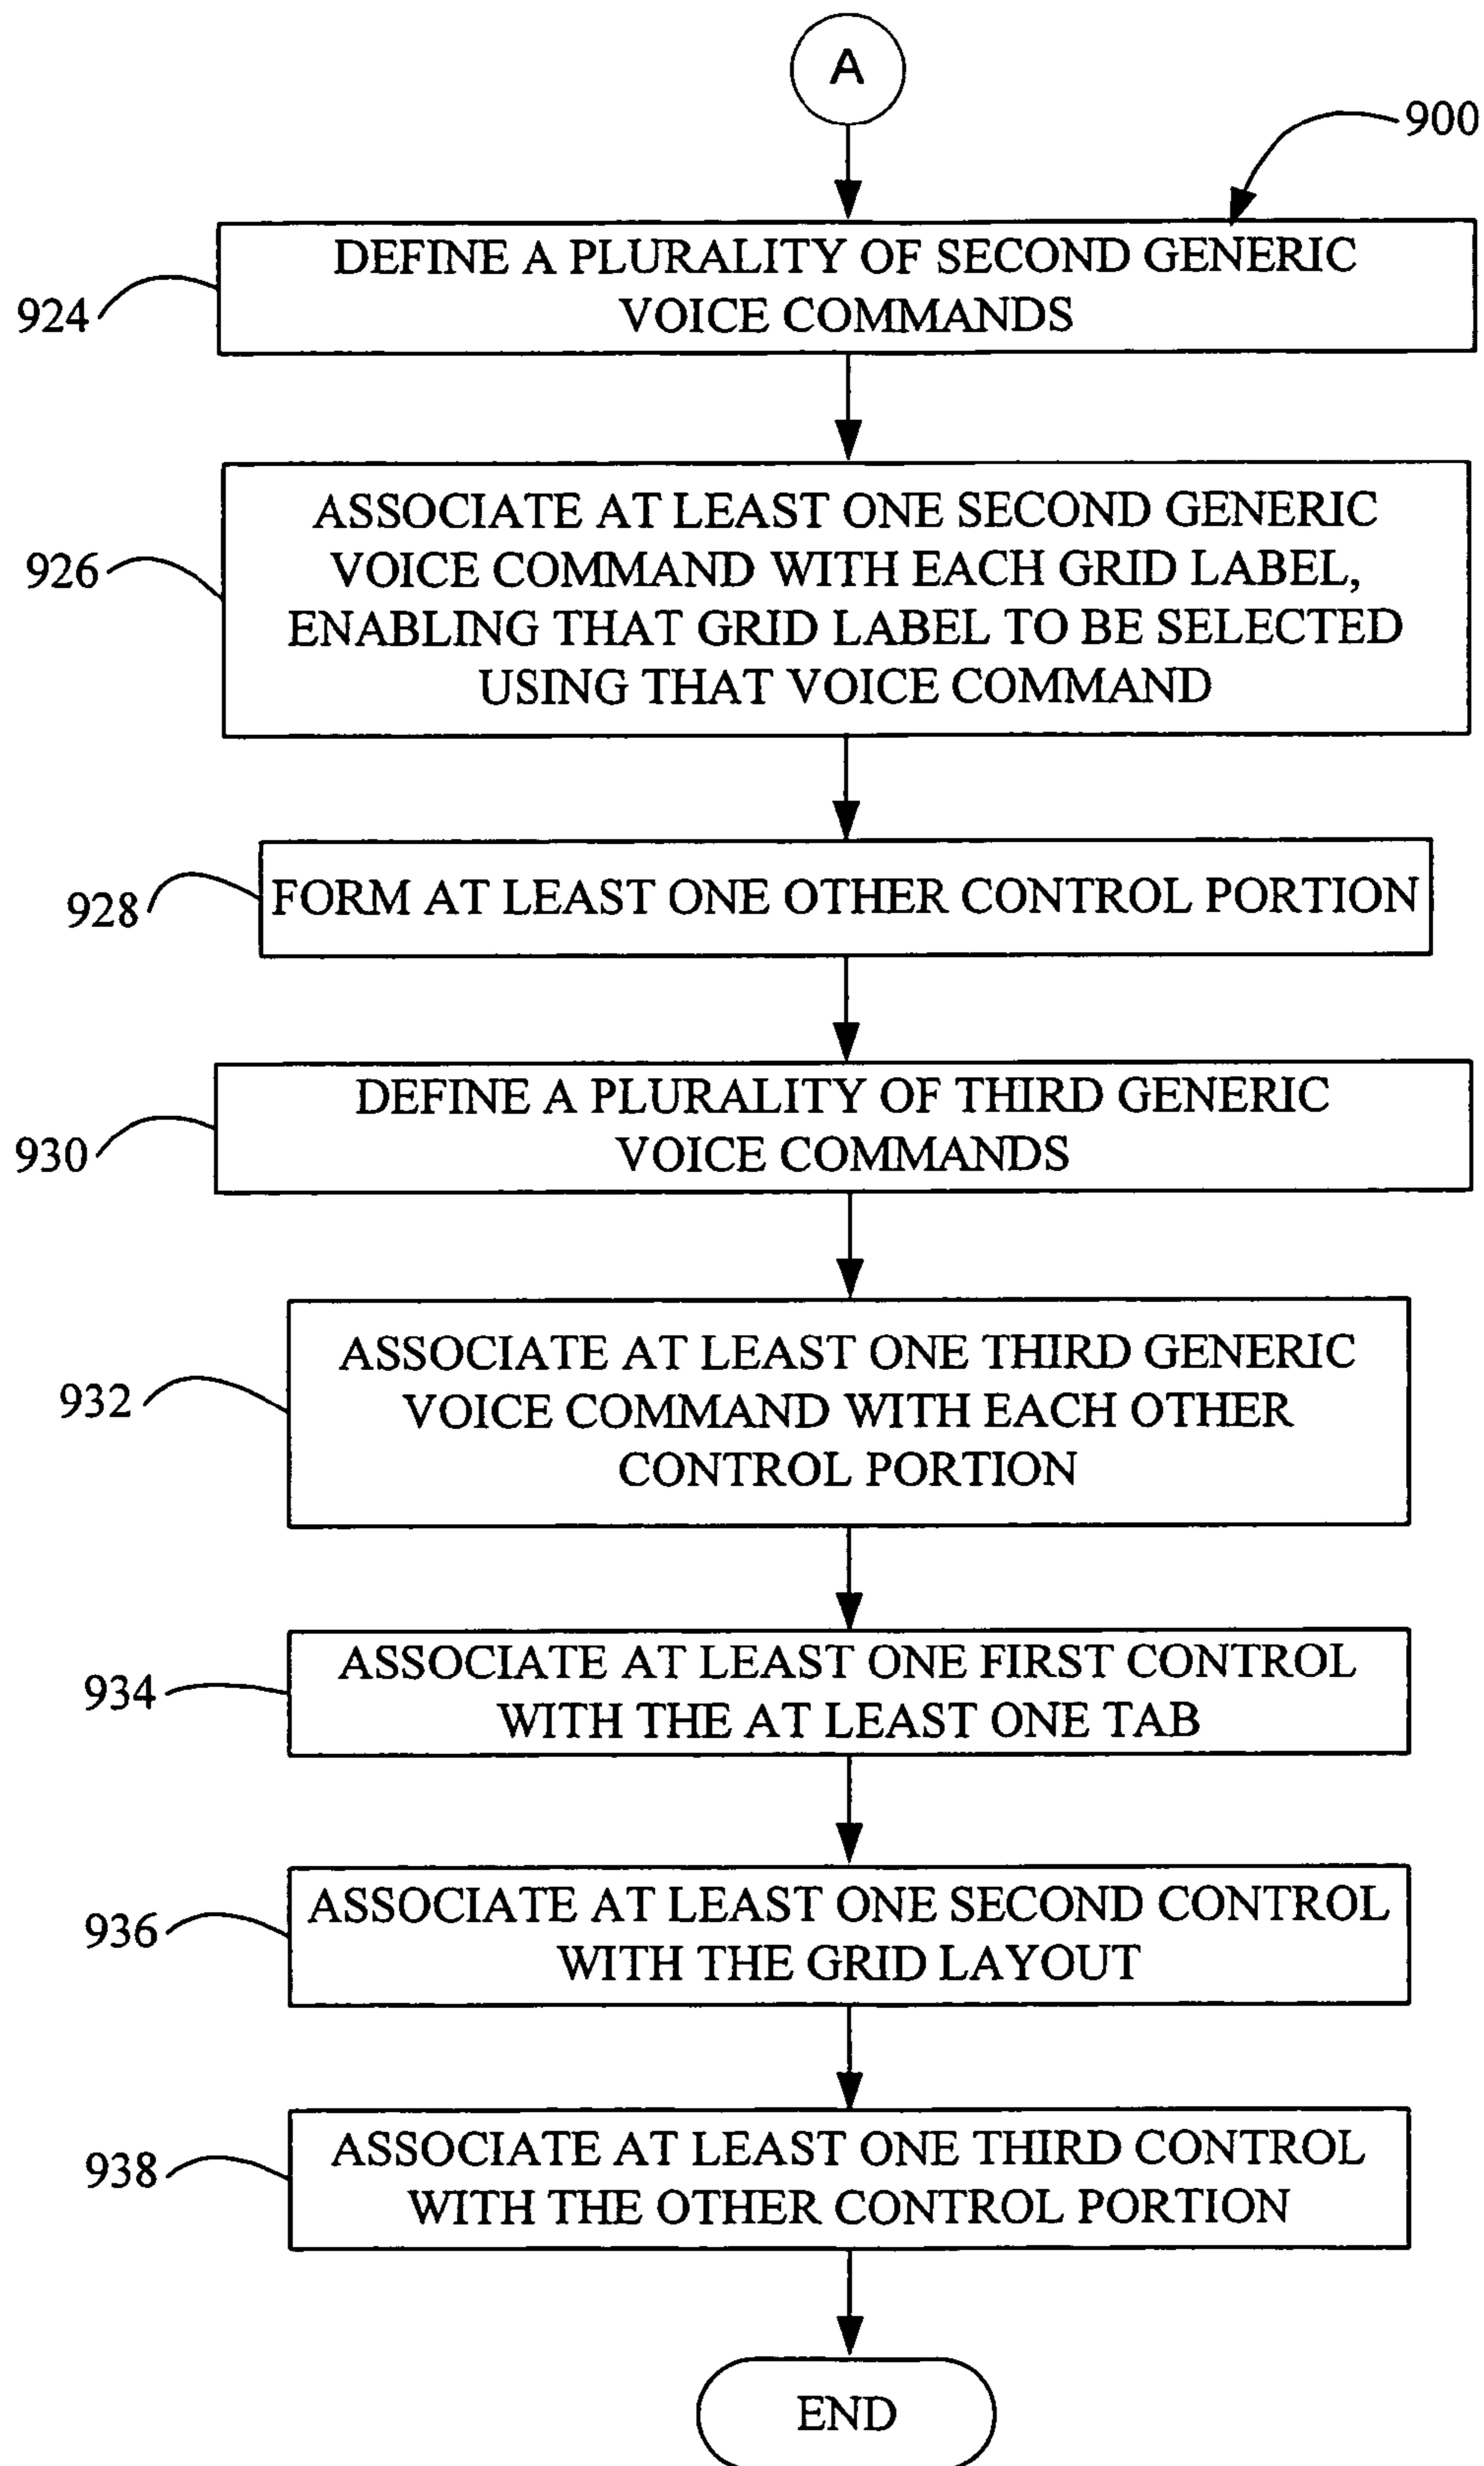 A
900
DEFINE A PLURALITY OF SECOND GENERIC
VOICE COMMANDS
924
ASSOCIATE AT LEAST ONE SECOND GENERIC
VOICE COMMAND WITH EACH GRID LABEL,
ENABLING THAT GRID LABEL TO BE SELECTED
USING THAT VOICE COMMAND
926
FORM AT LEAST ONE OTHER CONTROL PORTION
928
DEFINE A PLURALITY OF THIRD GENERIC
VOICE COMMANDS
930
ASSOCIATE AT LEAST ONE THIRD GENERIC
VOICE COMMAND WITH EACH OTHER
CONTROL PORTION
932
ASSOCIATE AT LEAST ONE FIRST CONTROL
WITH THE AT LEAST ONE TAB
934
ASSOCIATE AT LEAST ONE SECOND CONTROL
WITH THE GRID LAYOUT
936
ASSOCIATE AT LEAST ONE THIRD CONTROL
WITH THE OTHER CONTROL PORTION
938
END